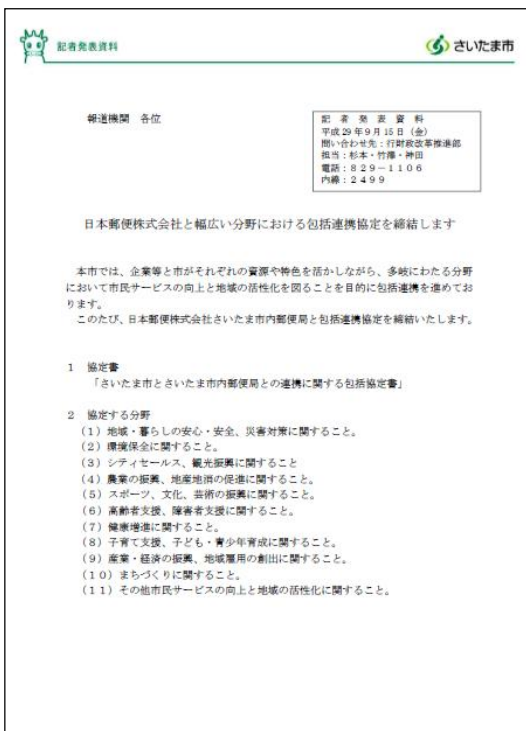 記者発表資料
さいたま市
報道機関 各位
記者発表資料
平成29年9月15日（金）
問い合わせ先：行財政改革推進部
担当：杉本・竹澤・神田
電話：829－1106
内線：2499
日本郵便株式会社と幅広い分野における包括連携協定を締結します
本市では、企業等と市がそれぞれの資源や特色を活かしながら、多岐にわたる分野
において市民サービスの向上と地域の活性化を図ることを目的に包括連携を進めてお
ります。
このたび、日本郵便株式会社さいたま市内郵便局と包括連携協定を締結いたします。
1 協定書
「さいたま市とさいたま市内郵便局との連携に関する包括協定書」
2 協定する分野
（1）地域・暮らしの安心・安全、災害対策に関すること。
（2）環境保全に関すること。
（3）シティセールス、観光振興に関すること
（4）農業の振興、地産地消の促進に関すること。
（5）スポーツ、文化、芸術の振興に関すること。
（6）高齢者支援、障害者支援に関すること。
（7）健康増進に関すること。
（8）子育て支援、子ども・青少年育成に関すること。
（9）産業・経済の振興、地域雇用の創出に関すること。
（10）まちづくりに関すること。
（11）その他市民サービスの向上と地域の活性化に関すること。